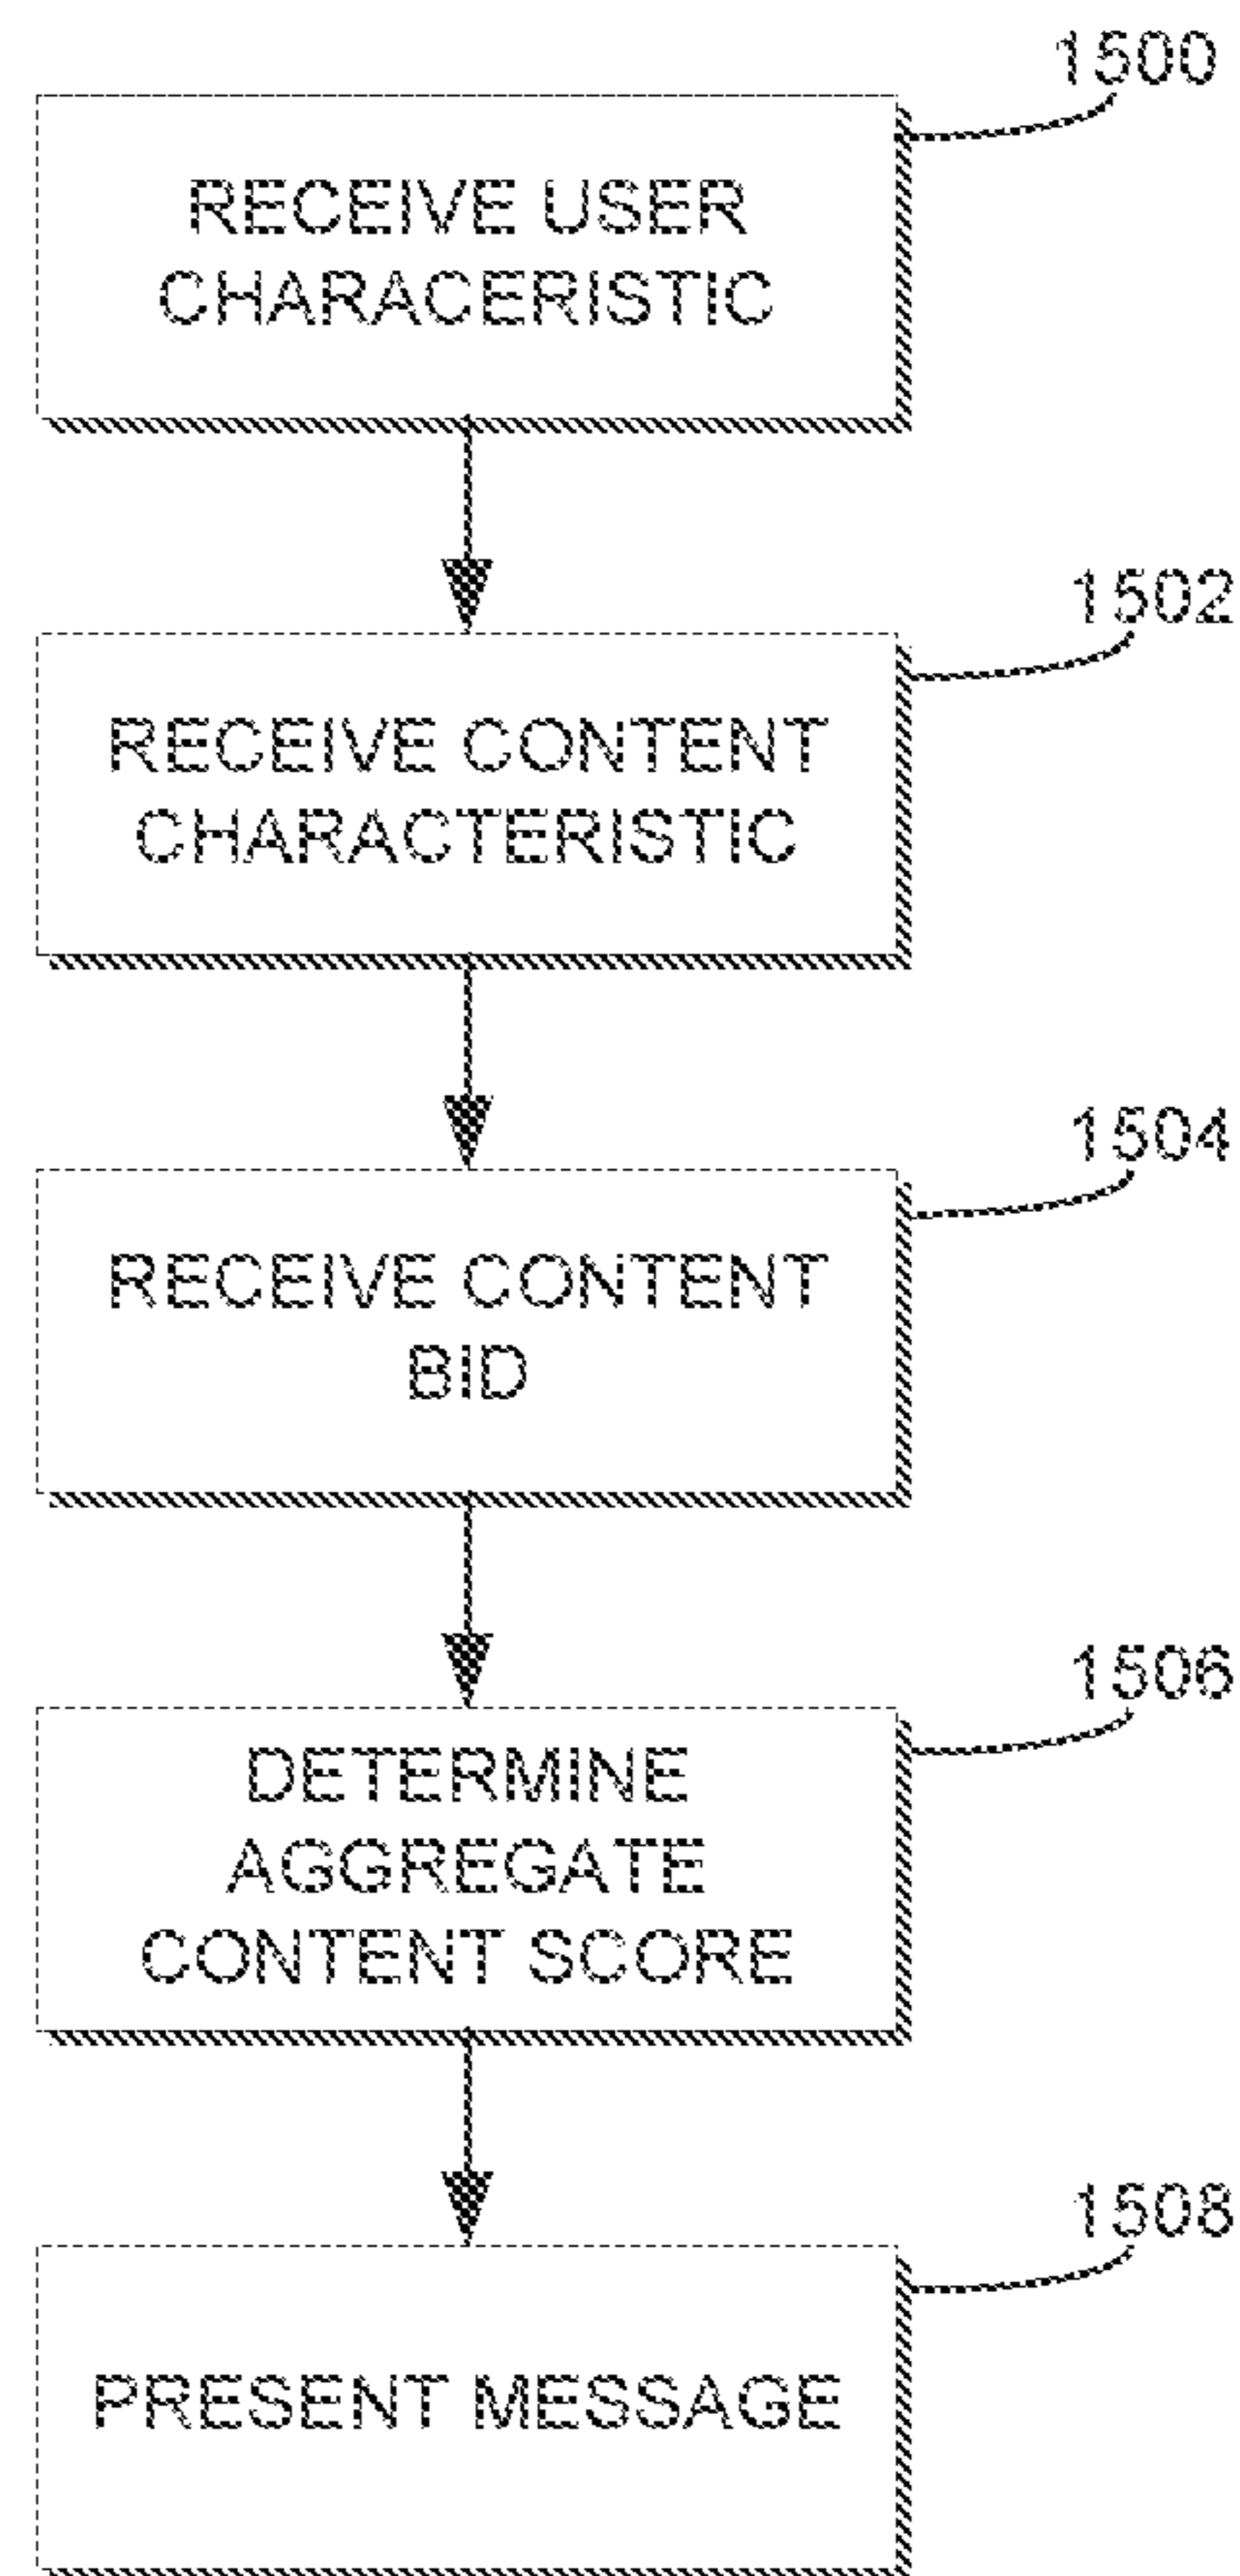 1500
RECEIVE USER
CHARACERISTIC
1502
RECEIVE CONTENT
CHARACTERISTIC
1504
RECEIVE CONTENT
BID
1506
DETERMINE
AGGREGATE
CONTENT SCORE
1508
PRESENT MESSAGE